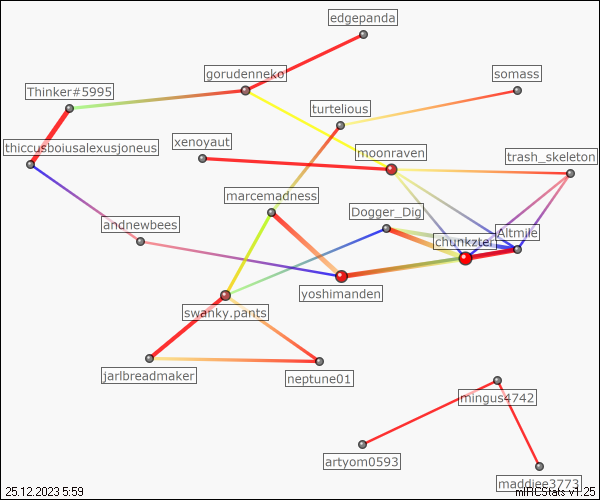 edgepanda
gorudenneko
somass
Thinker#5995
turtelious
xenoyaut
thiccusboiusalexusjoneus
moonraven
trash_skeleton
marcemadness
Dogger_Dig
andnewbees
Altmile
chunkzter
yoshimanden
swanky.pants
jarlbreadmaker
neptune01
mingus4742
artyom0593
maddiee3773
25.12.2023 5:59
mIRCStats v1.25